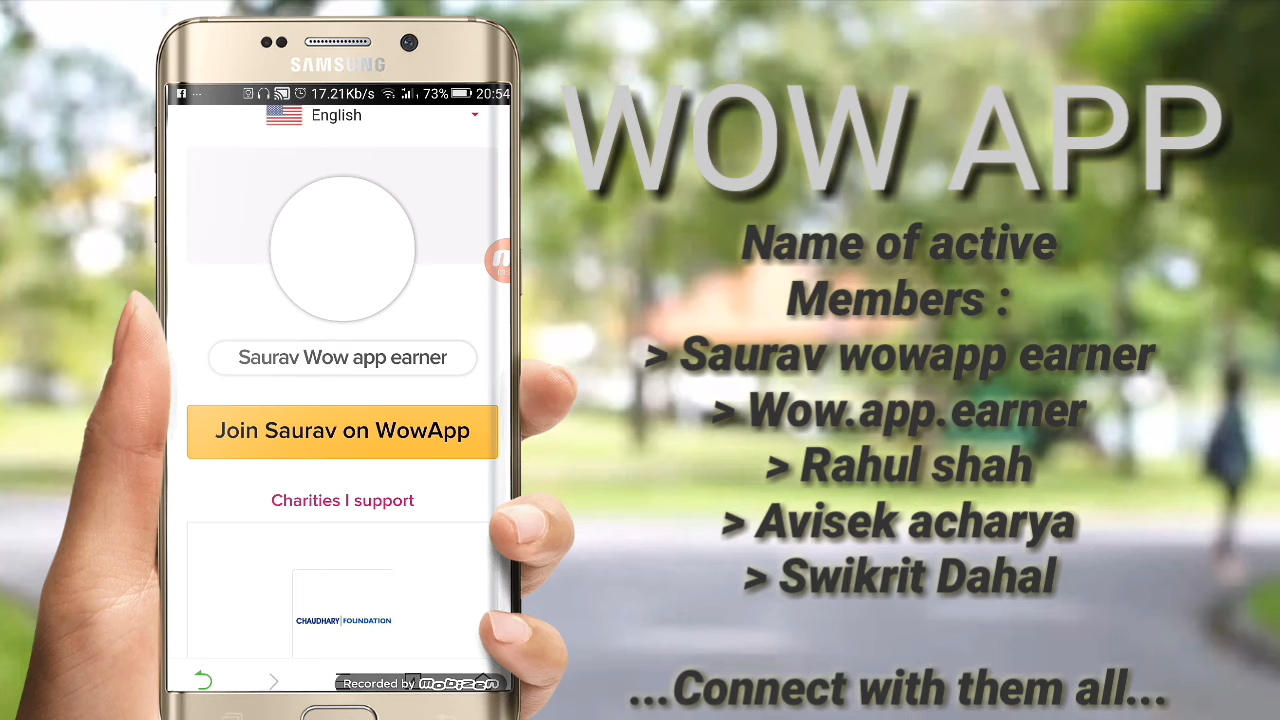 SAMSUNG
17.21Kb/s 73% 20:54
English
Saurav Wow app earner
Join Saurav on WowApp
Charities I support
CHAUDHARY FOUNDATION
Recorded by mobizen
WOW APP
Name of active
Members :
> Saurav wowapp earner
> Wow.app.earner
> Rahul shah
> Avisek acharya
> Swikrit Dahal
...Connect with them all...